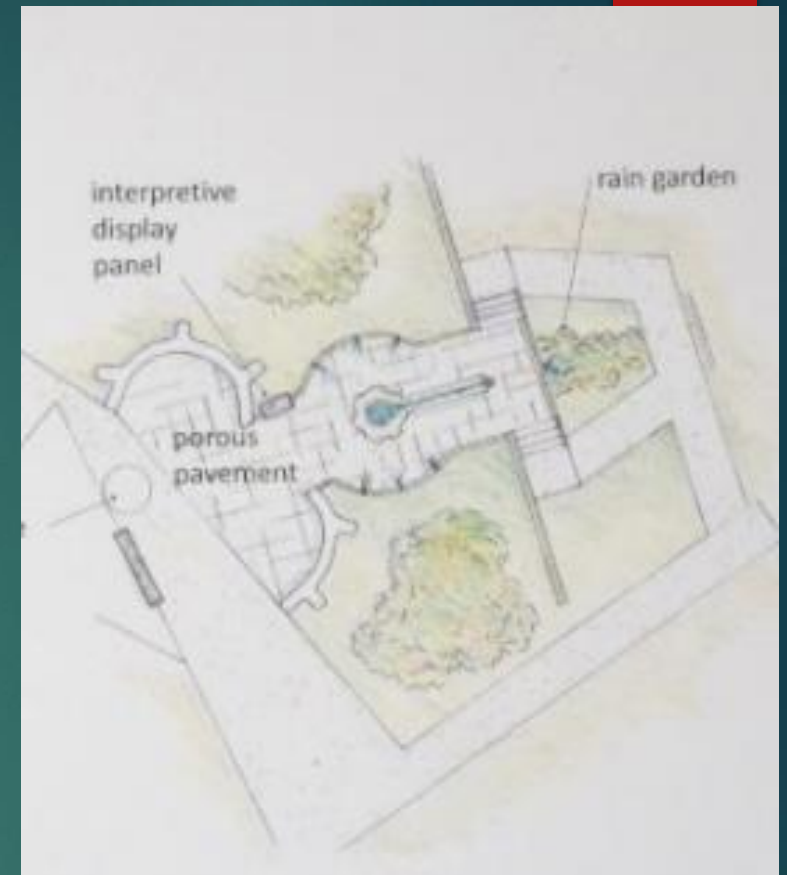 interpretive
display
panel
rain garden
porous
pavement